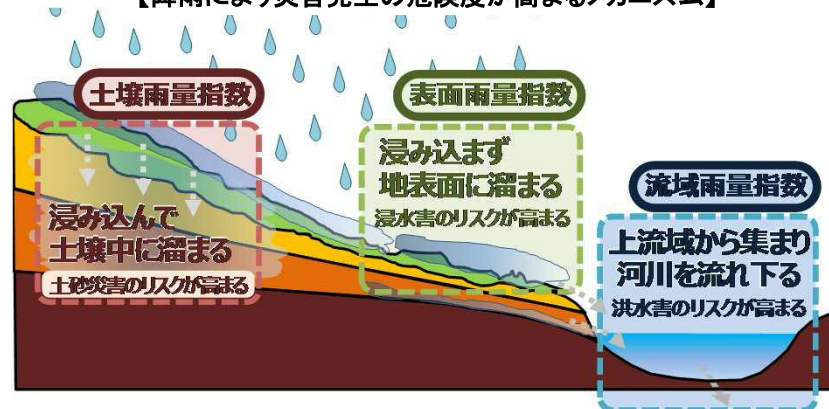 【降雨により災害発生の危険度が高まるメカニズム】
土壌雨量指数
浸み込んで
土壌中に溜まる
土砂災害のリスクが高まる
表面雨量指数
浸み込まず
地表面に溜まる
浸水害のリスクが高まる
流域雨量指数
上流域から集まり
河川を流れ下る
洪水害のリスクが高まる